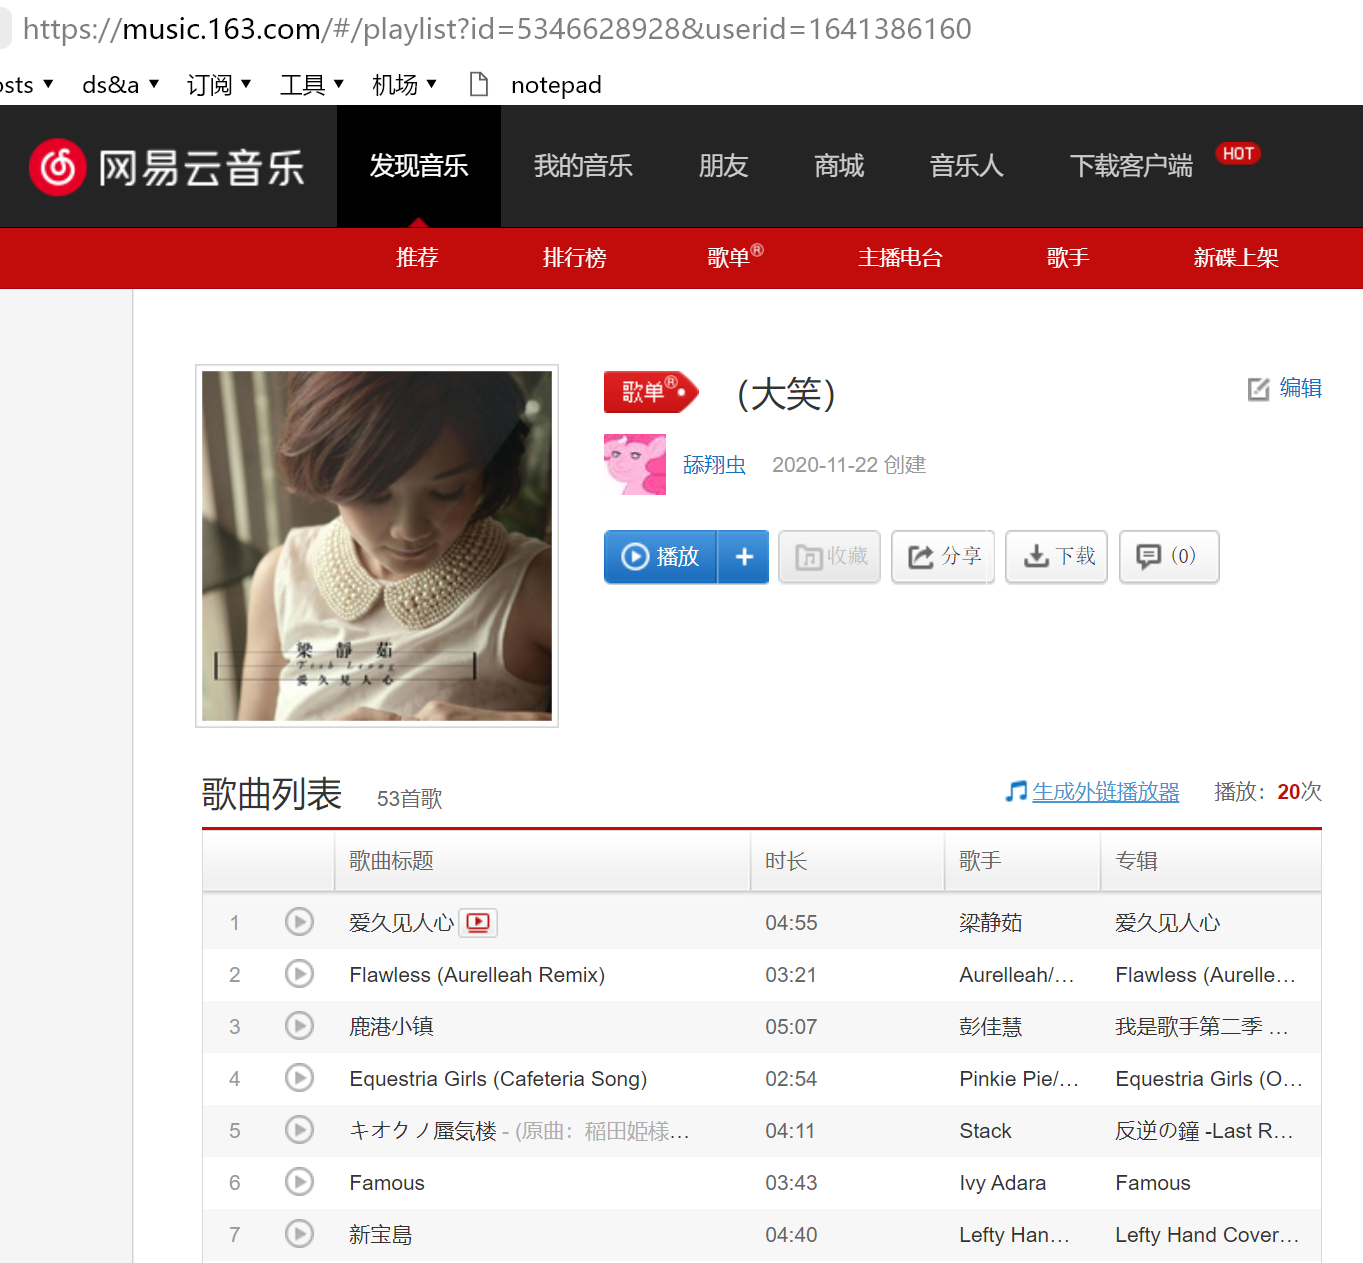 https://music.163.com/#/playlist?id=5346628928&userid=1641386160
osts ds&a 订阅 工具 机场 notepad
网易云音乐 发现音乐 我的音乐 朋友 商城 音乐人 下载客户端 HOT
推荐 排行榜 歌单® 主播电台 歌手 新碟上架
歌单® （大笑） 编辑
舔翔虫 2020-11-22 创建
播放 + 收藏 分享 下载 (0)
梁靜茹
Fish Leong
爱久見人心
歌曲列表 53首歌 生成外链播放器 播放：20次
歌曲标题 时长 歌手 专辑
1 爱久见人心 04:55 梁静茹 爱久见人心
2 Flawless (Aurelleah Remix) 03:21 Aurelleah/... Flawless (Aurelle...
3 鹿港小镇 05:07 彭佳慧 我是歌手第二季 ...
4 Equestria Girls (Cafeteria Song) 02:54 Pinkie Pie/... Equestria Girls (O...
5 キオクノ蜃気楼 - (原曲：稲田姫様... 04:11 Stack 反逆の鐘 -Last R...
6 Famous 03:43 Ivy Adara Famous
7 新宝島 04:40 Lefty Han... Lefty Hand Cover...